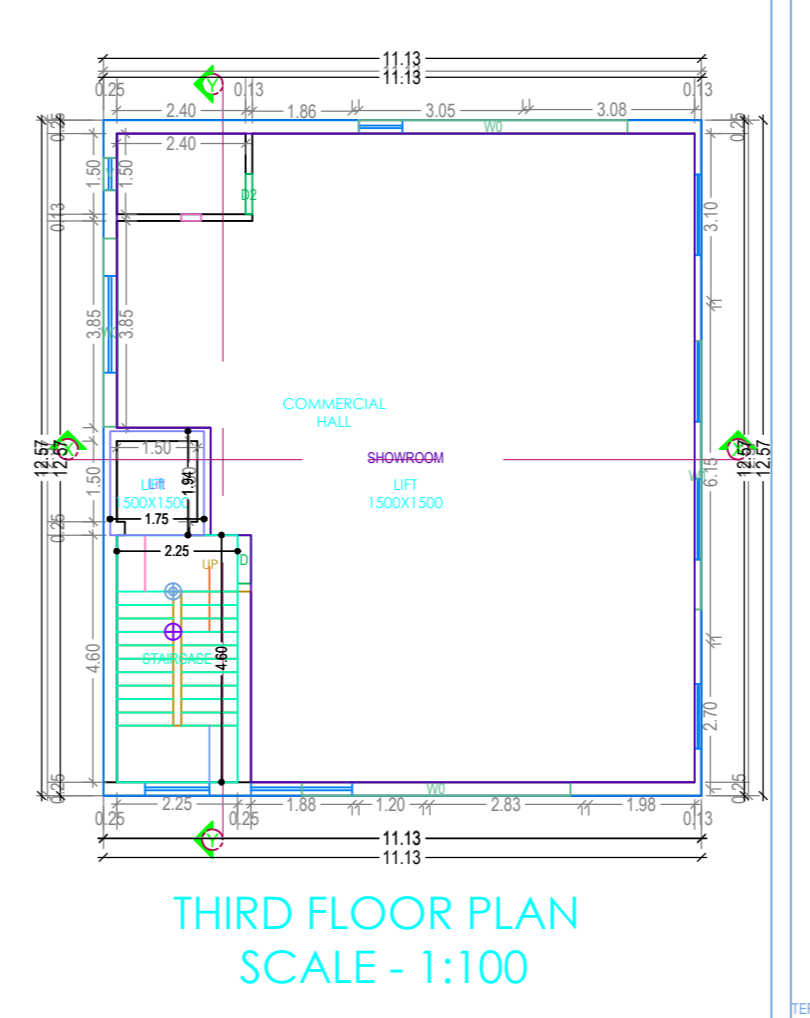 11.13
11.13
0.25
Y
0.13
0.13
2.40
1.86
3.05
3.08
W0
2.40
0.25
0.25
1.50
1.50
D2
0.13
3.10
3.85
3.85
COMMERCIAL
HALL
SHOWROOM
LIFT
1500X1500
1.50
Lift
LIFT
1500X1500
1.94
1.75
1.50
0.25
12.57
12.57
12.57
12.57
6.15
2.25
UP
D
STAIRCASE
4.60
4.60
2.70
0.25
0.25
W0
2.25
1.88
1.20
2.83
1.98
0.25
0.25
0.13
Y
11.13
11.13
THIRD FLOOR PLAN
SCALE - 1:100